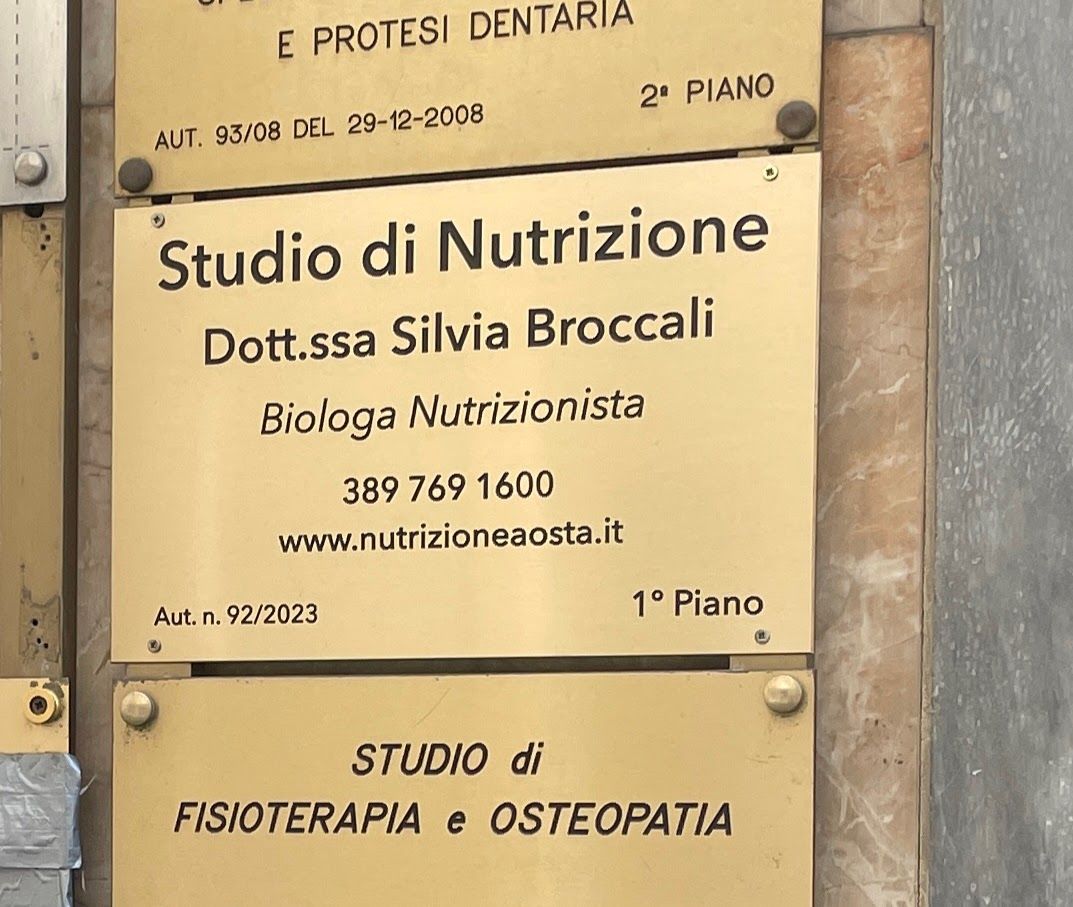 E PROTESI DENTARIA
2ª PIANO
AUT. 93/08 DEL 29-12-2008
Studio di Nutrizione
Dott.ssa Silvia Broccali
Biologa Nutrizionista
389 769 1600
www.nutrizioneaosta.it
Aut. n. 92/2023
1° Piano
STUDIO di
FISIOTERAPIA e OSTEOPATIA